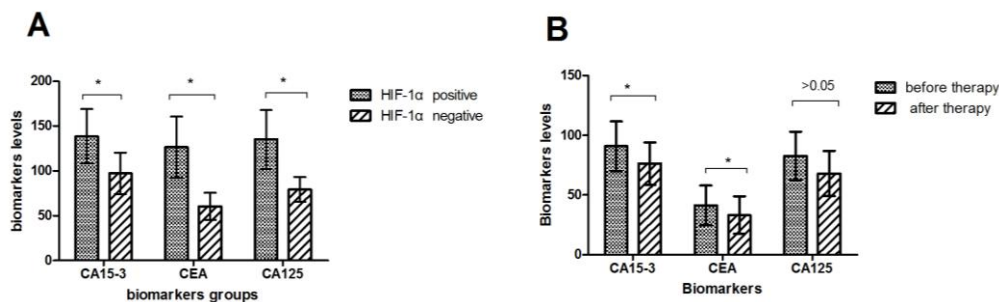 A
biomarkers levels
200
150
100
50
0
*
*
*
HIF-1α positive
HIF-1α negative
CA15-3
CEA
CA125
biomarkers groups
B
Biomarkers levels
150
100
50
0
*
*
>0.05
before therapy
after therapy
CA15-3
CEA
CA125
Biomarkers